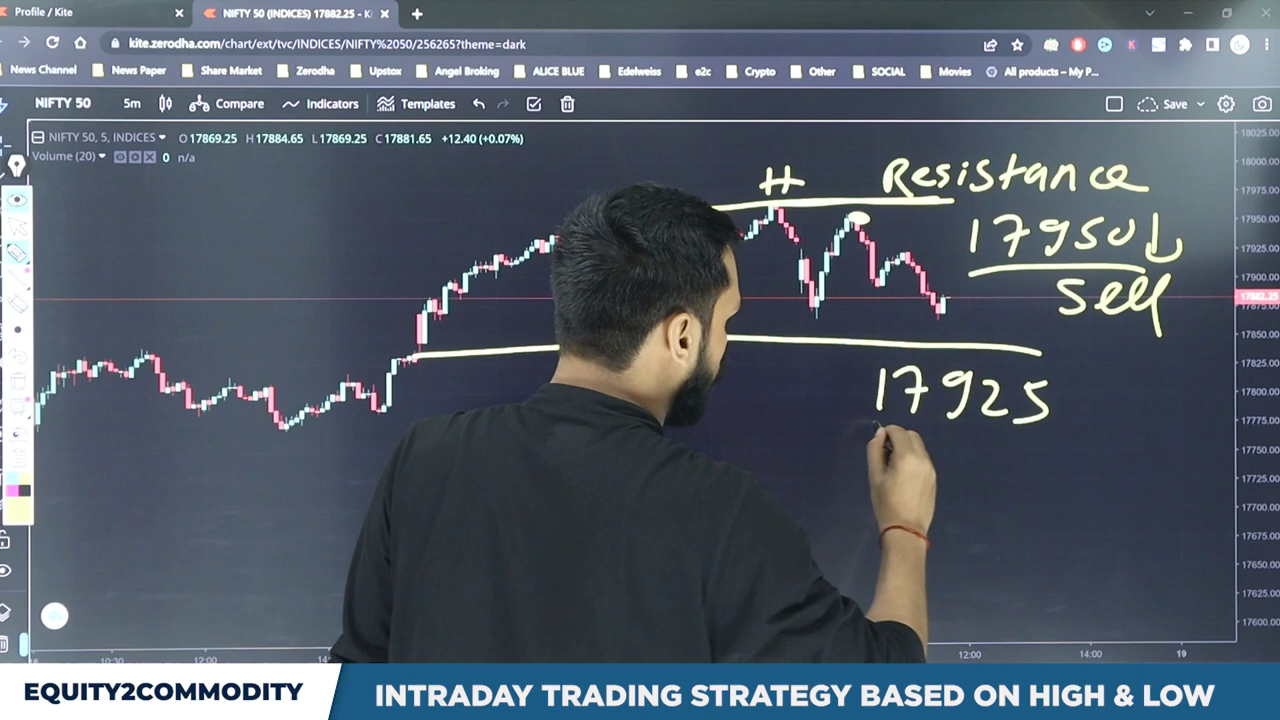 Profile / Kite
NIFTY 50 (INDICES) 17882.25 - Ki
kite.zerodha.com/chart/ext/tvc/INDICES/NIFTY%2050/256265?theme=dark
News Channel News Paper Share Market Zerodha Upstox Angel Broking ALICE BLUE Edelweiss e2c Crypto Other SOCIAL Movies All products – My P...
NIFTY 50 5m Compare Indicators Templates Save
NIFTY 50, 5, INDICES O17869.25 H17884.65 L17869.25 C17881.65 +12.40 (+0.07%)
Volume (20) 0 n/a
18025.00
18000.00
17975.00
17950.00
17925.00
17900.00
17882.25
17875.00
17850.00
17825.00
17800.00
17775.00
17750.00
17725.00
17700.00
17675.00
17650.00
17625.00
17600.00
H Resistance
17950↓
Sell
17925
10:30 12:00 12:00 14:00 19
EQUITY2COMMODITY
INTRADAY TRADING STRATEGY BASED ON HIGH & LOW